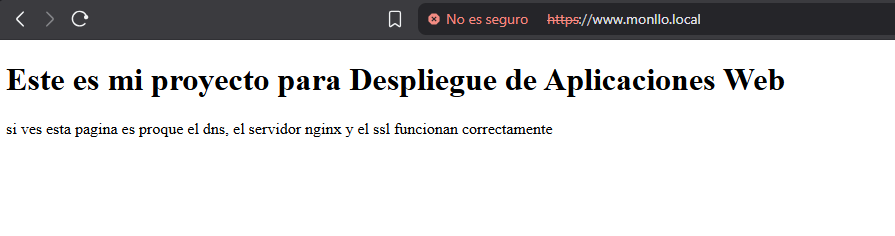 No es seguro https://www.monllo.local
Este es mi proyecto para Despliegue de Aplicaciones Web
si ves esta pagina es proque el dns, el servidor nginx y el ssl funcionan correctamente